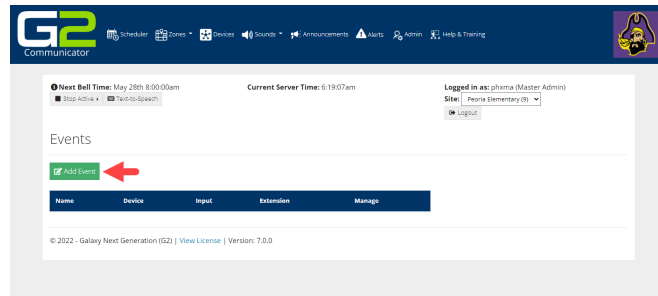 G2
Communicator
Scheduler Zones Devices Sounds Announcements Alerts Admin Help & Training
Next Bell Time: May 28th 8:00:00am Current Server Time: 6:19:07am Logged in as: phxma (Master Admin)
Stop Active Text-to-Speech Site: Peoria Elementary (9)
Logout
Events
Add Event
Name Device Input Extension Manage
© 2022 - Galaxy Next Generation (G2) | View License | Version: 7.0.0